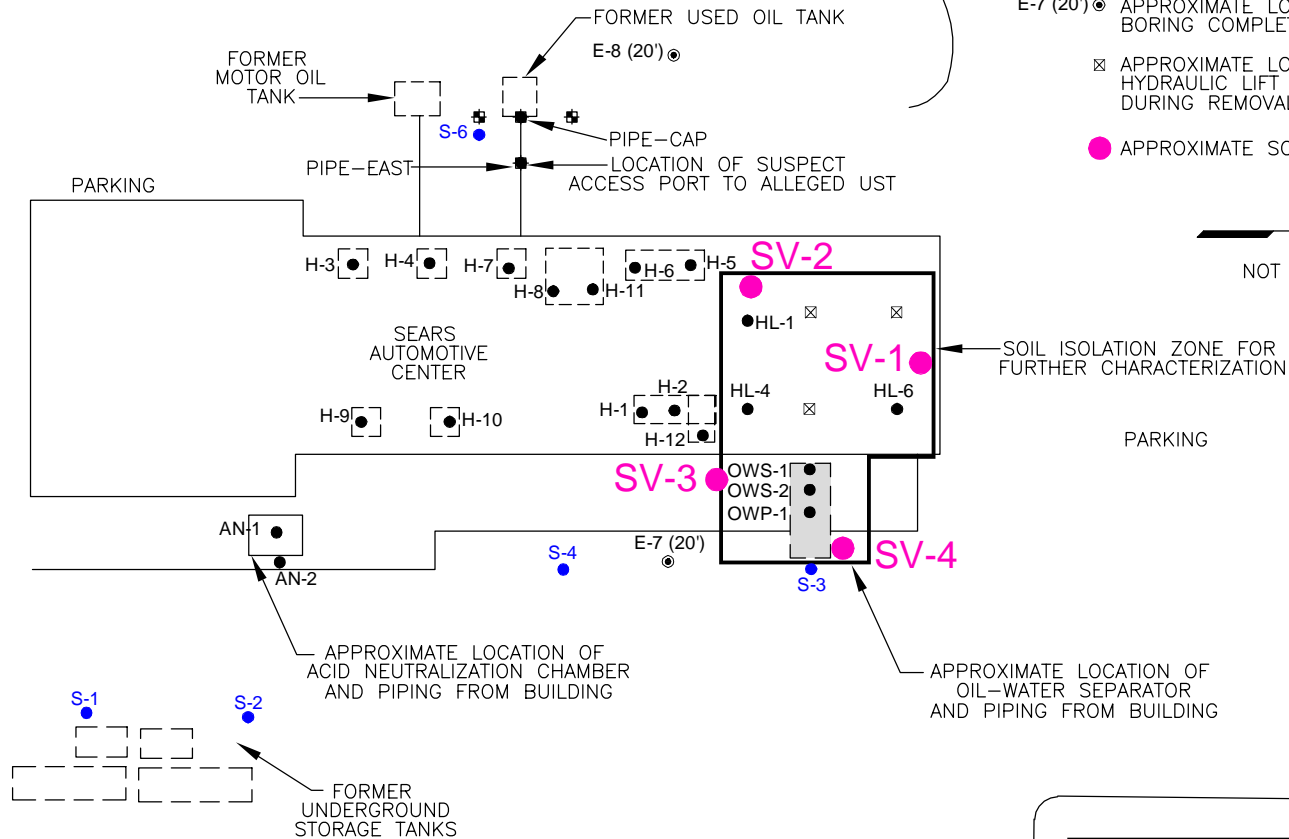 FORMER USED OIL TANK
E-7 (20')
APPROXIMATE
BORING
E-8 (20')
FORMER
MOTOR OIL
TANK
APPROXIMATE
HYDRAULIC LIFT
DURING REMOVAL
S-6
PIPE-CAP
APPROXIMATE
PIPE-EAST
LOCATION OF SUSPECT
ACCESS PORT TO ALLEGED UST
PARKING
H-3
H-4
H-7
H-6
H-5
SV-2
NOT
H-8
H-11
HL-1
SEARS
AUTOMOTIVE
CENTER
SV-1
SOIL ISOLATION ZONE FOR
FURTHER CHARACTERIZATION
H-2
HL-4
HL-6
H-9
H-10
H-1
H-12
PARKING
SV-3
OWS-1
OWS-2
OWP-1
AN-1
E-7 (20')
SV-4
S-4
AN-2
S-3
APPROXIMATE LOCATION OF
ACID NEUTRALIZATION CHAMBER
AND PIPING FROM BUILDING
APPROXIMATE LOCATION OF
OIL-WATER SEPARATOR
AND PIPING FROM BUILDING
S-1
S-2
FORMER
UNDERGROUND
STORAGE TANKS